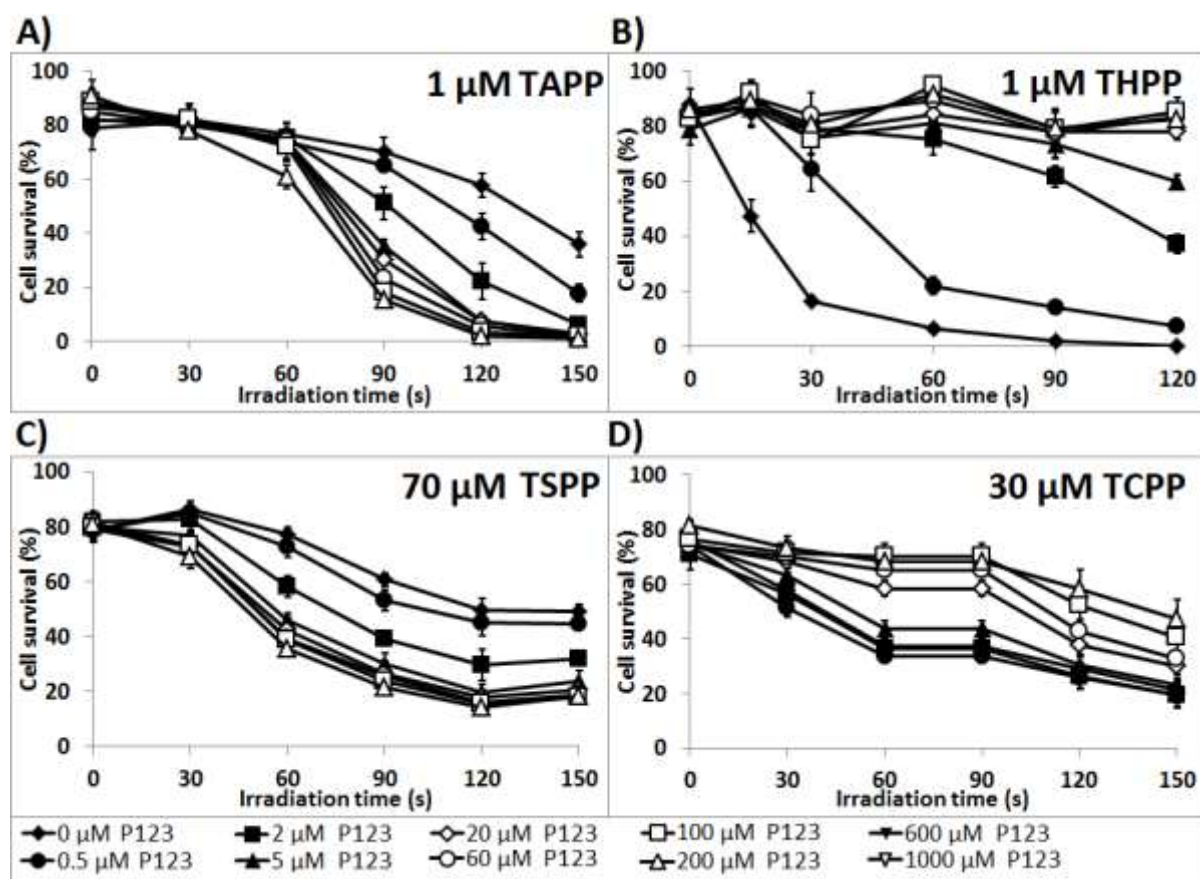 A)
1 µM TAPP
Cell survival (%)
100
80
60
40
20
0
0 30 60 90 120 150
Irradiation time (s)
B)
1 µM THPP
Cell survival (%)
100
80
60
40
20
0
0 30 60 90 120
Irradiation time (s)
C)
70 µM TSPP
Cell survival (%)
100
80
60
40
20
0
0 30 60 90 120 150
Irradiation time (s)
D)
30 µM TCPP
Cell survival (%)
100
80
60
40
20
0
0 30 60 90 120 150
Irradiation time (s)
0 µM P123
2 µM P123
20 µM P123
100 µM P123
600 µM P123
0.5 µM P123
5 µM P123
60 µM P123
200 µM P123
1000 µM P123